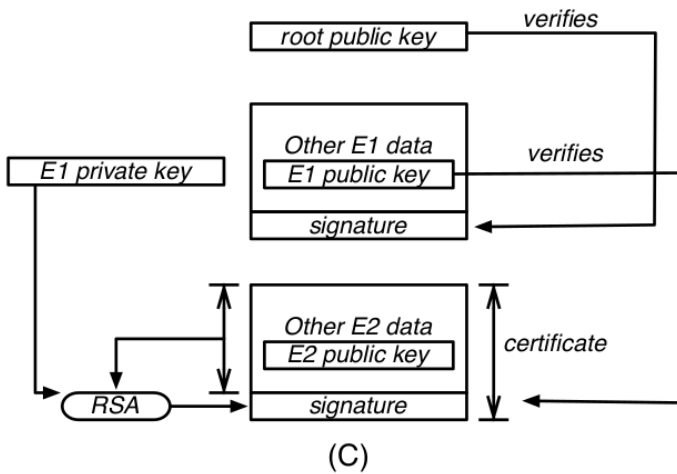 root public key
verifies
Other E1 data
E1 private key
E1 public key
verifies
signature
Other E2 data
certificate
E2 public key
RSA
signature
(C)